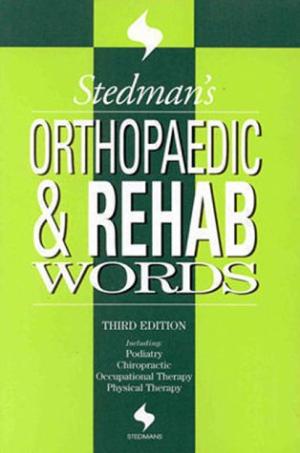 Stedman's
ORTHOPAEDIC
& REHAB
WORDS
THIRD EDITION
Including:
Podiatry
Chiropractic
Occupational Therapy
Physical Therapy
STEDMANS